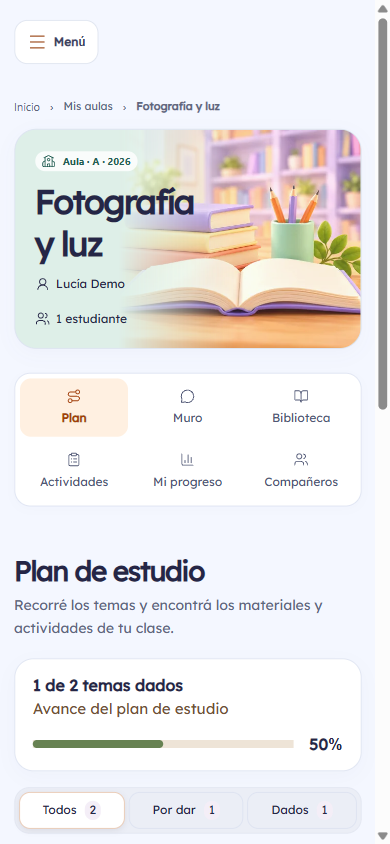 Menú
Inicio › Mis aulas › Fotografía y luz
Aula · A · 2026
Fotografía
y luz
Lucía Demo
1 estudiante
Plan
Muro
Biblioteca
Actividades
Mi progreso
Compañeros
Plan de estudio
Recorré los temas y encontrá los materiales y
actividades de tu clase.
1 de 2 temas dados
Avance del plan de estudio
50%
Todos 2
Por dar 1
Dados 1